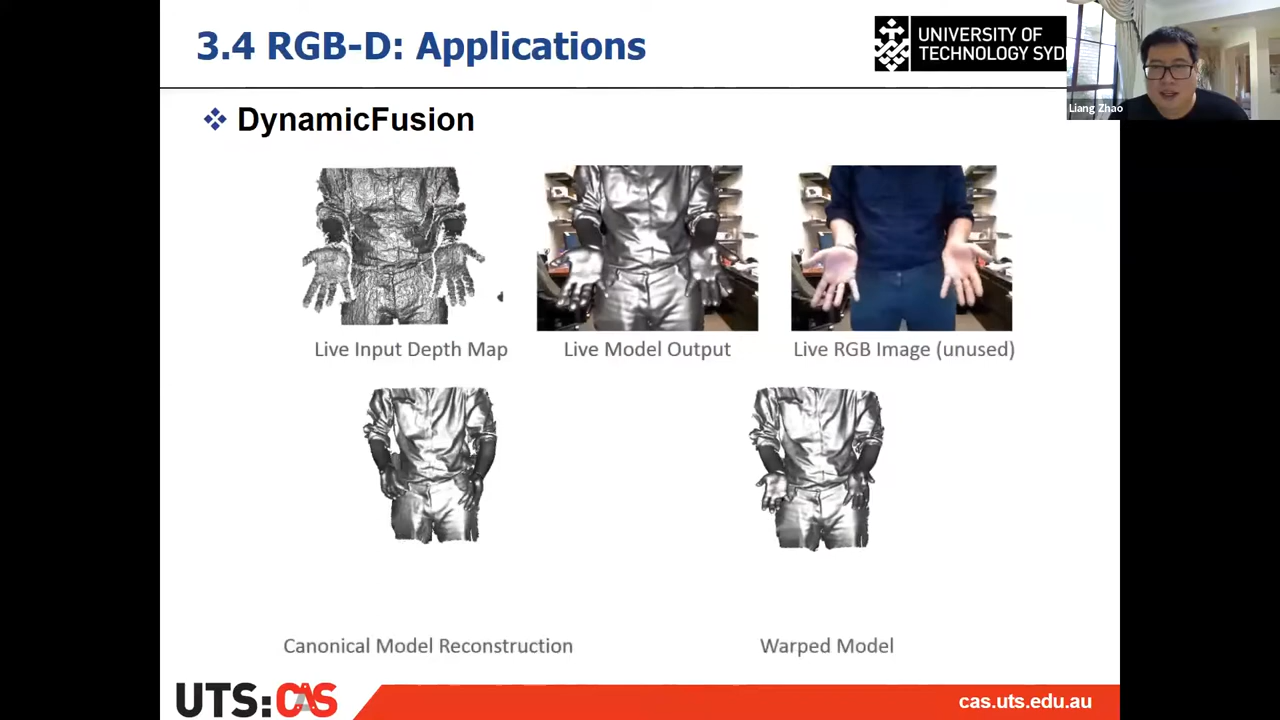 3.4 RGB-D: Applications
UNIVERSITY OF
TECHNOLOGY SYD
Liang Zhao
DynamicFusion
Live Input Depth Map
Live Model Output
Live RGB Image (unused)
Canonical Model Reconstruction
Warped Model
UTS:CAS
cas.uts.edu.au